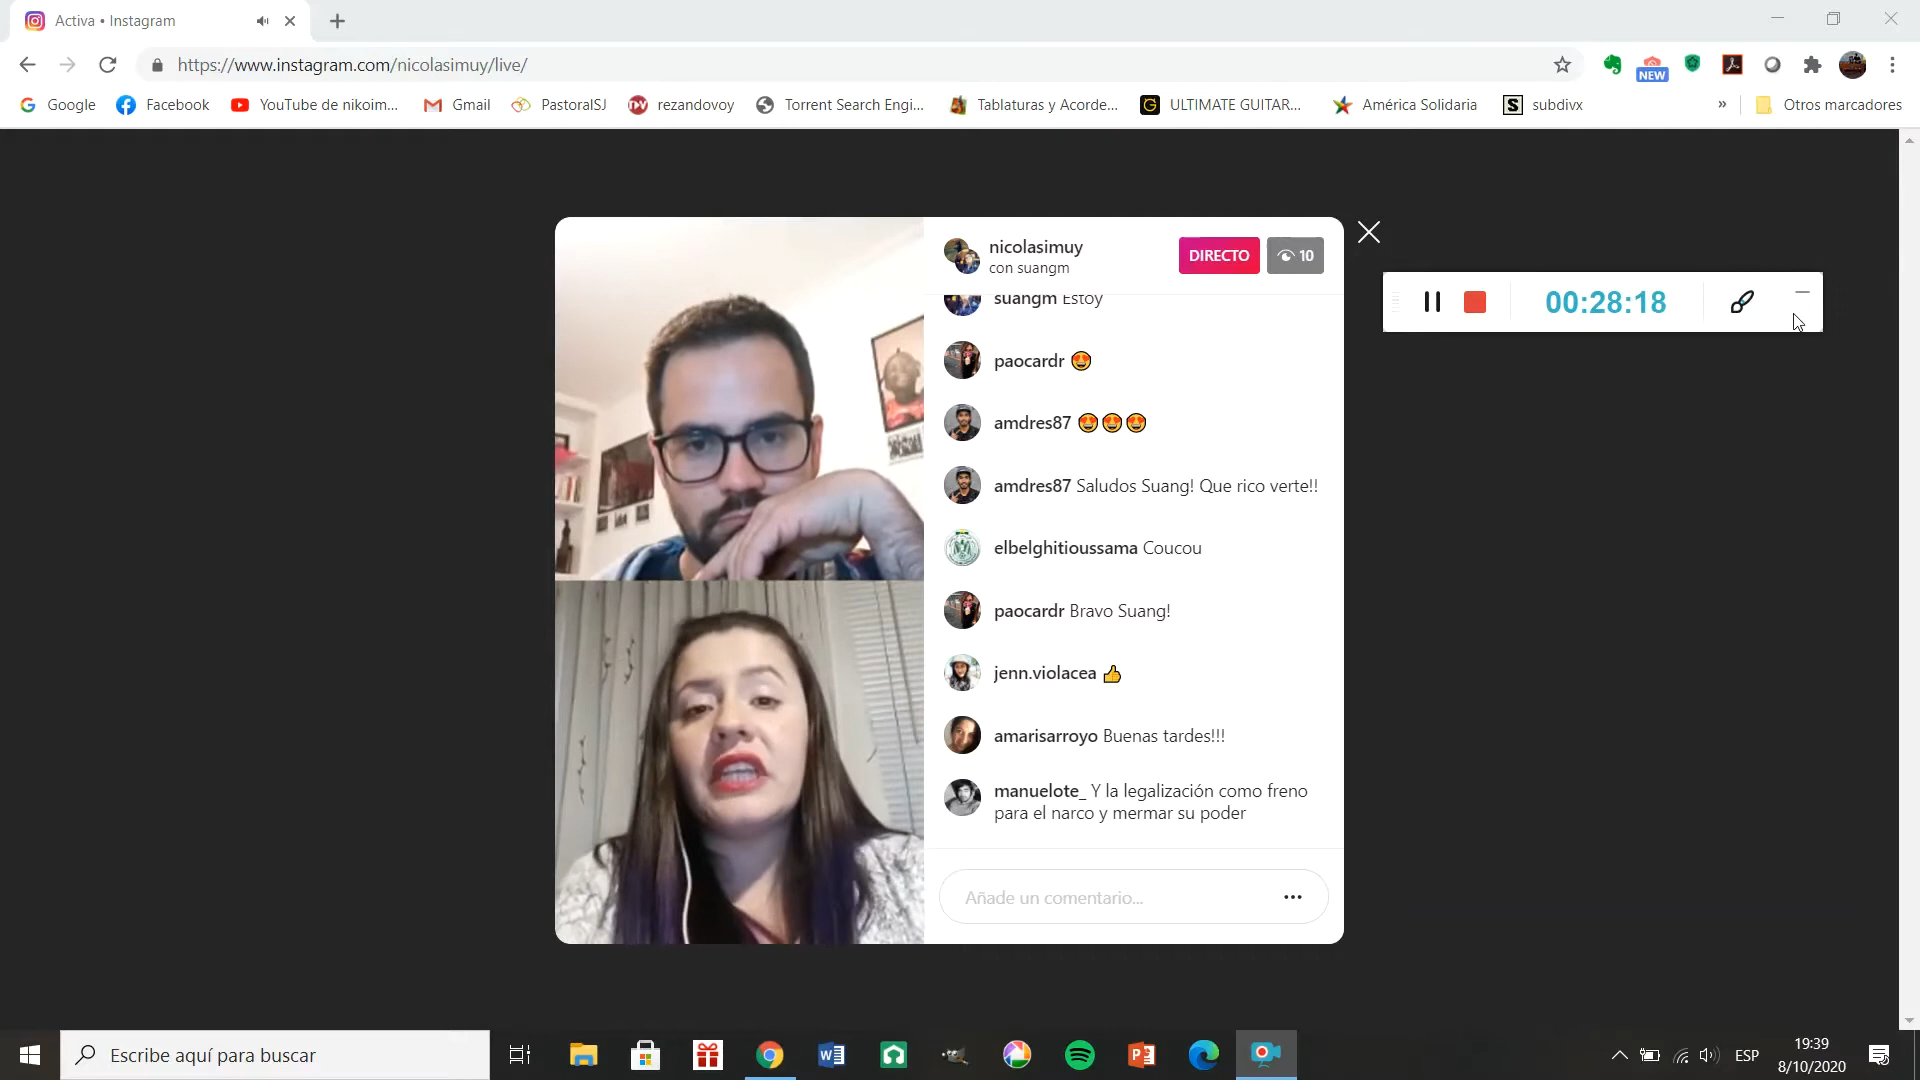 Activa • Instagram
https://www.instagram.com/nicolasimuy/live/
NEW
Google Facebook YouTube de nikoim... Gmail PastoralSJ rezandovoy Torrent Search Engi... Tablaturas y Acorde... ULTIMATE GUITAR... América Solidaria subdivx » Otros marcadores
nicolasimuy
con suangm
DIRECTO 10
suangm Estoy
paocardr 😍
amdres87 😍😍😍
amdres87 Saludos Suang! Que rico verte!!
elbelghitioussama Coucou
paocardr Bravo Suang!
jenn.violacea 👍
amarisarroyo Buenas tardes!!!
manuelote_ Y la legalización como freno
para el narco y mermar su poder
Añade un comentario...
00:28:18
Escribe aquí para buscar
ESP
19:39
8/10/2020